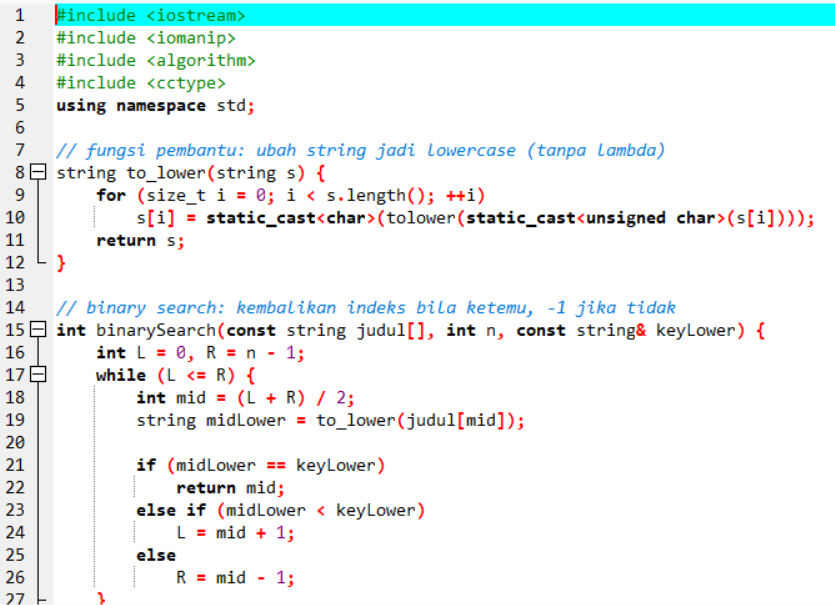 1 #include <iostream>
2 #include <iomanip>
3 #include <algorithm>
4 #include <cctype>
5 using namespace std;
6
7 // fungsi pembantu: ubah string jadi lowercase (tanpa lambda)
8 string to_lower(string s) {
9     for (size_t i = 0; i < s.length(); ++i)
10         s[i] = static_cast<char>(tolower(static_cast<unsigned char>(s[i])));
11     return s;
12 }
13
14 // binary search: kembalikan indeks bila ketemu, -1 jika tidak
15 int binarySearch(const string judul[], int n, const string& keyLower) {
16     int L = 0, R = n - 1;
17     while (L <= R) {
18         int mid = (L + R) / 2;
19         string midLower = to_lower(judul[mid]);
20
21         if (midLower == keyLower)
22             return mid;
23         else if (midLower < keyLower)
24             L = mid + 1;
25         else
26             R = mid - 1;
27     }